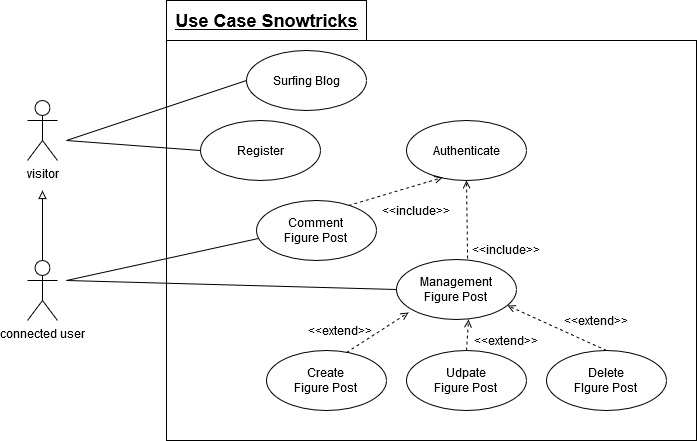 Use Case Snowtricks
Surfing Blog
visitor
Register
Authenticate
Comment
Figure Post
<<include>>
<<include>>
connected user
Management
Figure Post
<<extend>>
<<extend>>
<<extend>>
Create
Figure Post
Udpate
Figure Post
Delete
FIgure Post